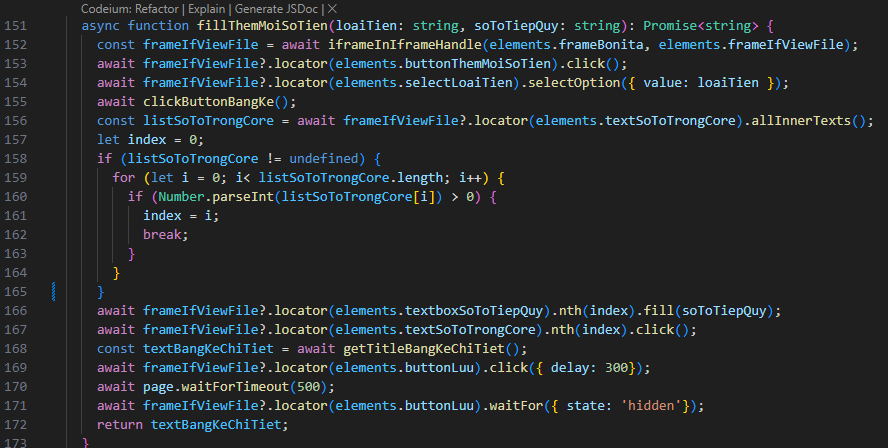 Codeium: Refactor | Explain | Generate JSDoc | ×
151 async function fillThemMoiSoTien(loaiTien: string, soToTiepQuy: string): Promise<string> {
152 const frameIfViewFile = await iframeInIframeHandle(elements.frameBonita, elements.frameIfViewFile);
153 await frameIfViewFile?.locator(elements.buttonThemMoiSoTien).click();
154 await frameIfViewFile?.locator(elements.selectLoaiTien).selectOption({ value: loaiTien });
155 await clickButtonBangKe();
156 const listSoToTrongCore = await frameIfViewFile?.locator(elements.textSoToTrongCore).allInnerTexts();
157 let index = 0;
158 if (listSoToTrongCore != undefined) {
159 for (let i = 0; i< listSoToTrongCore.length; i++) {
160 if (Number.parseInt(listSoToTrongCore[i]) > 0) {
161 index = i;
162 break;
163 }
164 }
165 }
166 await frameIfViewFile?.locator(elements.textboxSoToTiepQuy).nth(index).fill(soToTiepQuy);
167 await frameIfViewFile?.locator(elements.textSoToTrongCore).nth(index).click();
168 const textBangKeChiTiet = await getTitleBangKeChiTiet();
169 await frameIfViewFile?.locator(elements.buttonLuu).click({ delay: 300});
170 await page.waitForTimeout(500);
171 await frameIfViewFile?.locator(elements.buttonLuu).waitFor({ state: 'hidden'});
172 return textBangKeChiTiet;
173 }